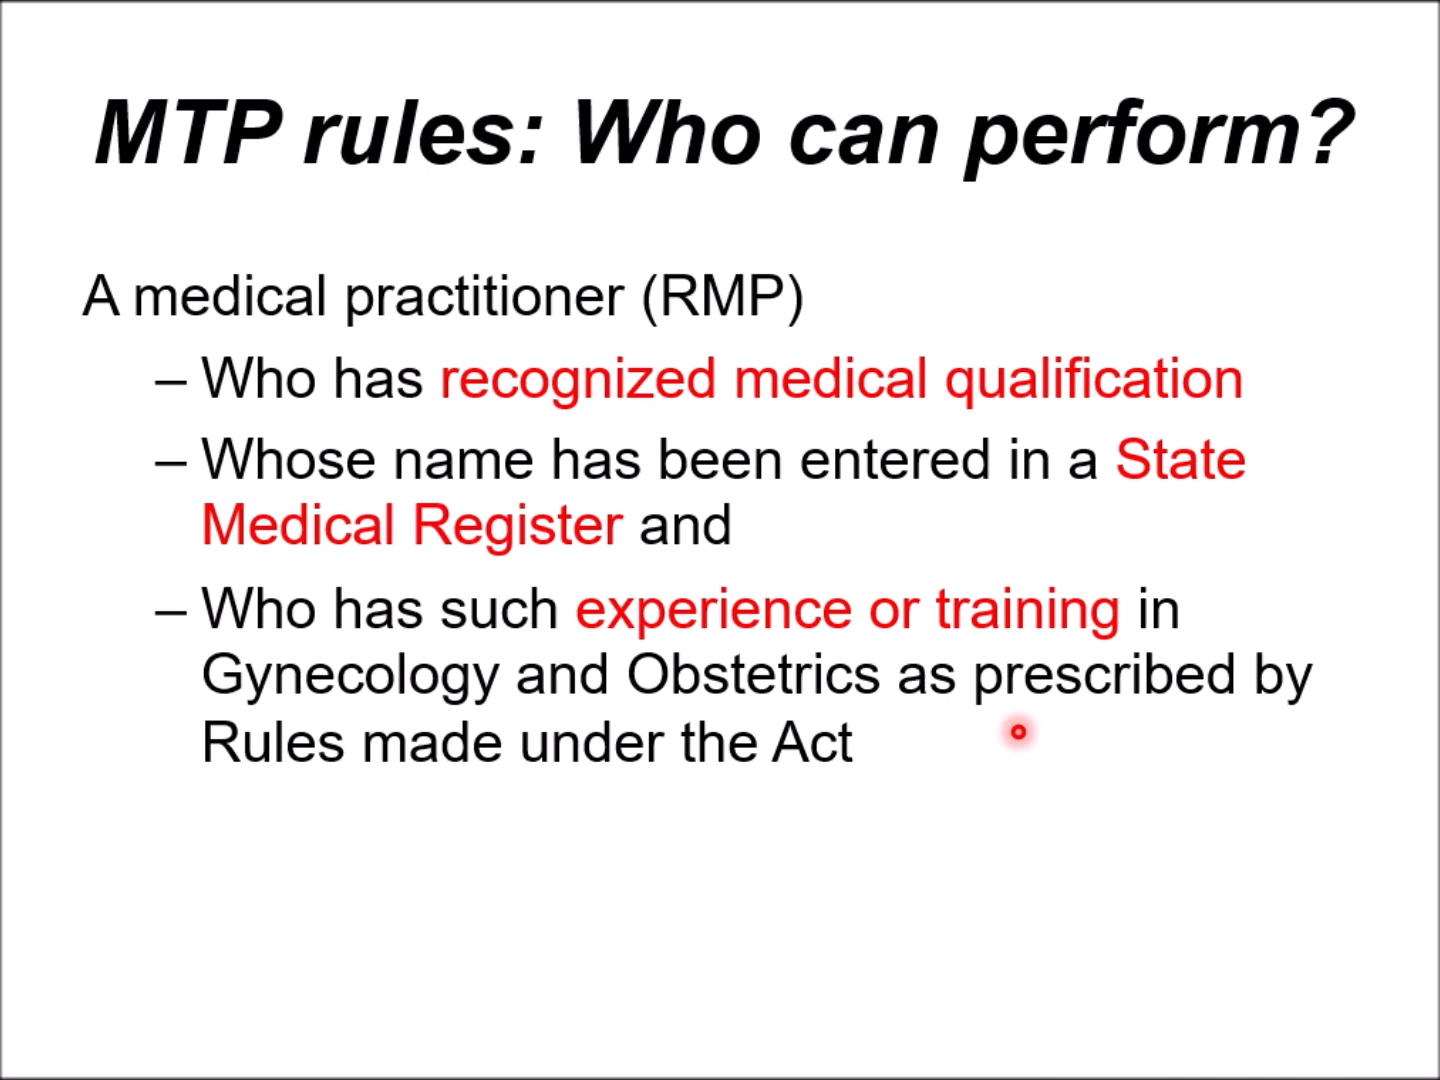 MTP rules: Who can perform?
A medical practitioner (RMP)
– Who has recognized medical qualification
– Whose name has been entered in a State
Medical Register and
– Who has such experience or training in
Gynecology and Obstetrics as prescribed by
Rules made under the Act